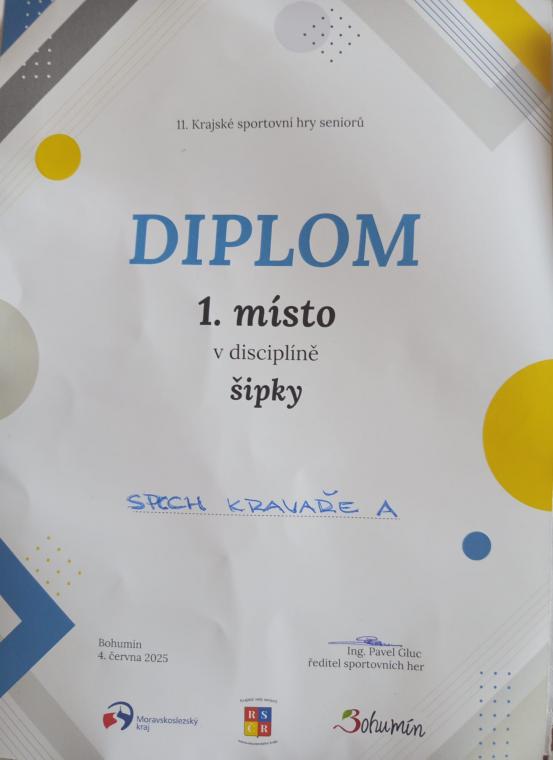 11. Krajské sportovní hry seniorů
DIPLOM
1. místo
v disciplíně
šipky
SPCCH KRAVAŘE A
Bohumín
4. června 2025
Ing. Pavel Gluc
ředitel sportovních her
Moravskoslezský
kraj
RS
ČR
Bohumín